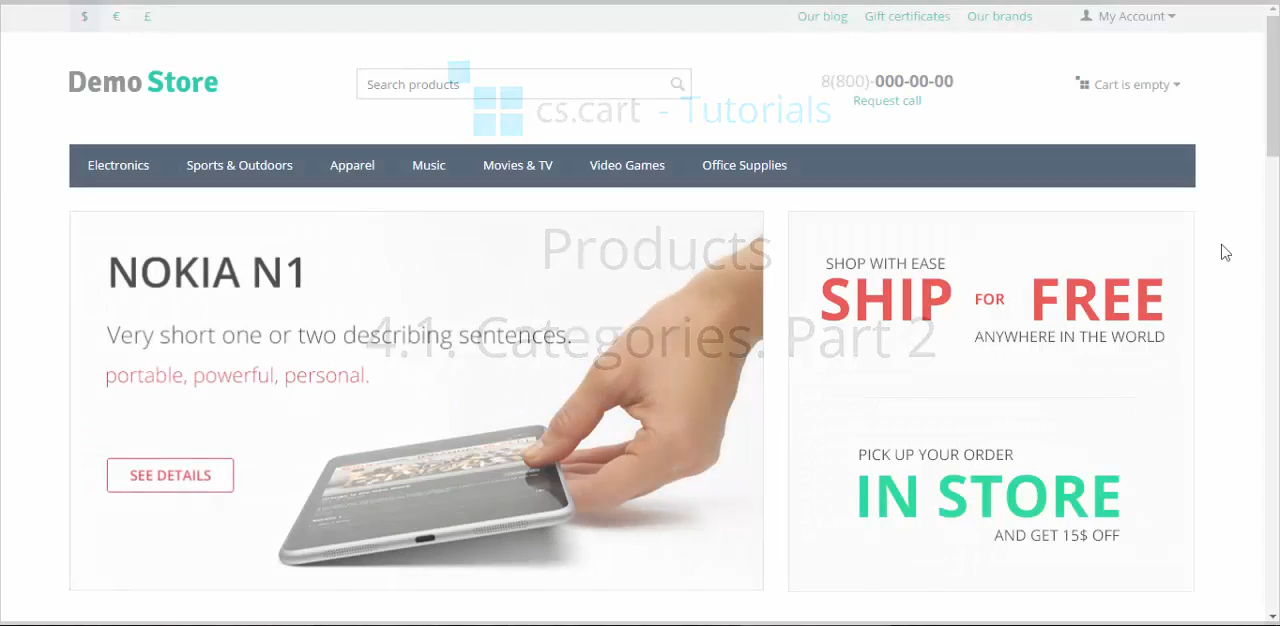 $ € £ Our blog Gift certificates Our brands My Account
Demo Store Search products 8(800)-000-00-00 Cart is empty
Request call
cs.cart - Tutorials
Electronics Sports & Outdoors Apparel Music Movies & TV Video Games Office Supplies
Products
4.1. Categories. Part 2
NOKIA N1
Very short one or two describing sentences.
portable, powerful, personal.
SEE DETAILS
SHOP WITH EASE
SHIP FOR FREE
ANYWHERE IN THE WORLD
PICK UP YOUR ORDER
IN STORE
AND GET 15$ OFF